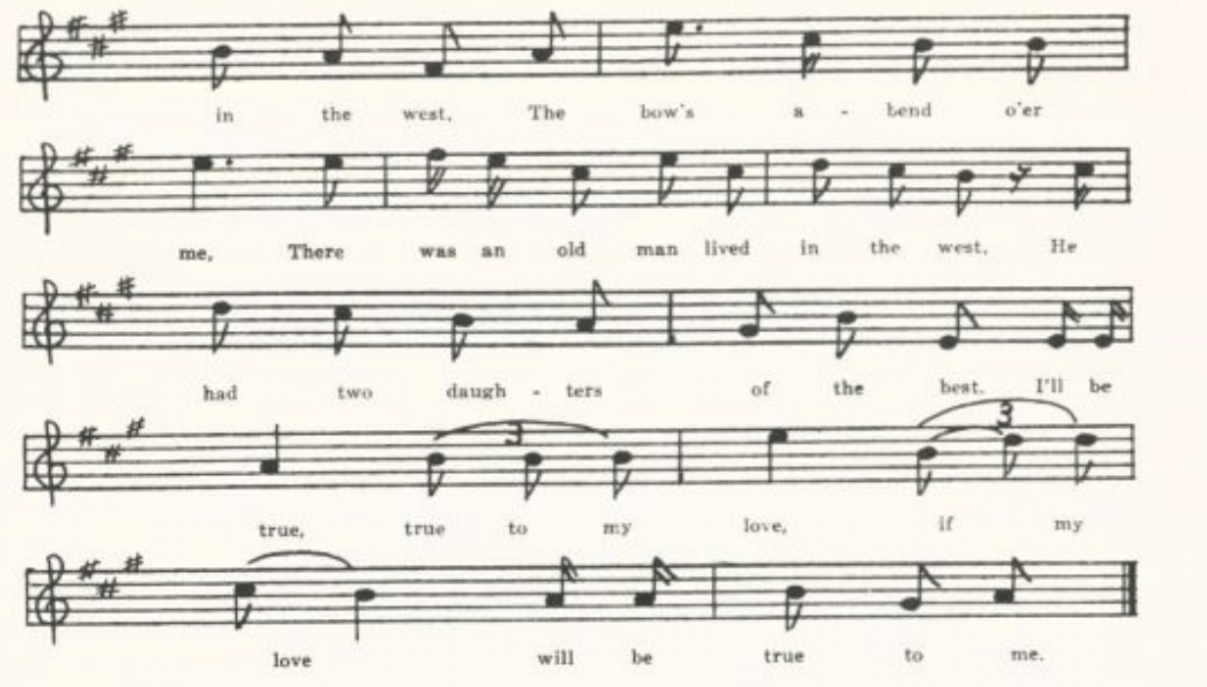 in the west, The bow's a - bend o'er
me, There was an old man lived in the west, He
had two daugh - ters of the best. I'll be
3 3
true, true to my love, if my
love will be true to me.